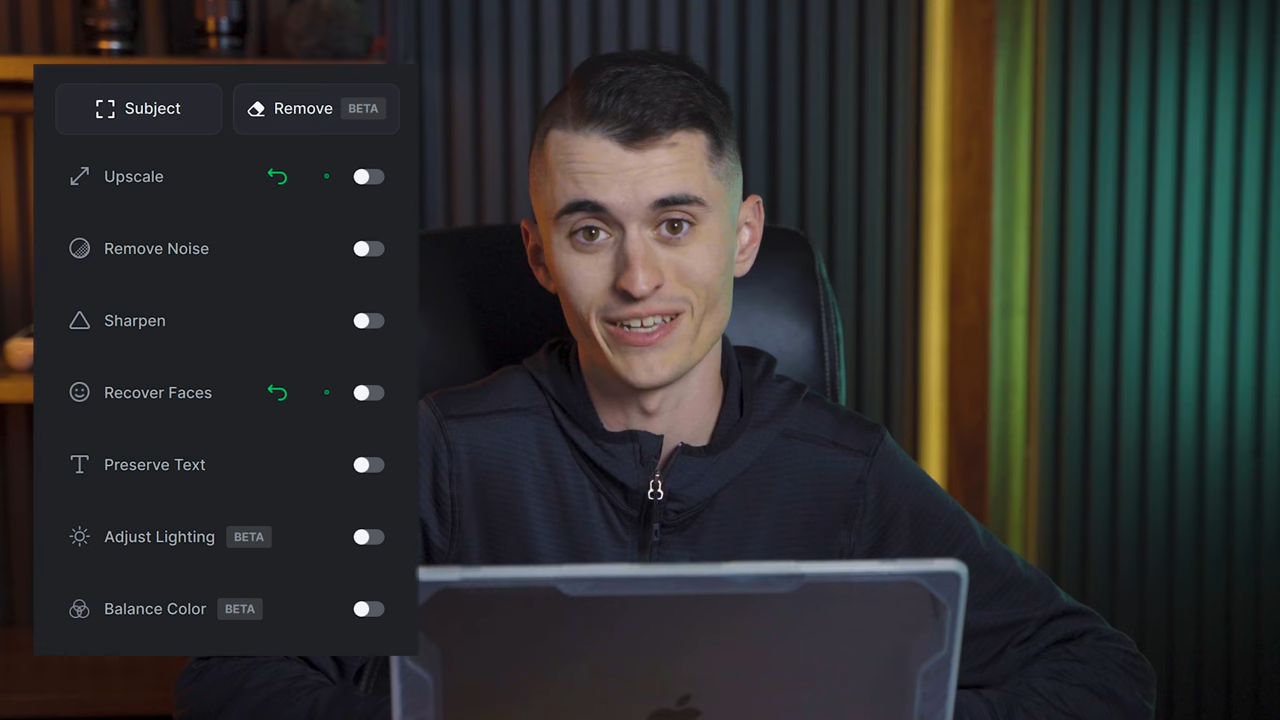 Subject
Remove BETA
Upscale
Remove Noise
Sharpen
Recover Faces
Preserve Text
Adjust Lighting BETA
Balance Color BETA